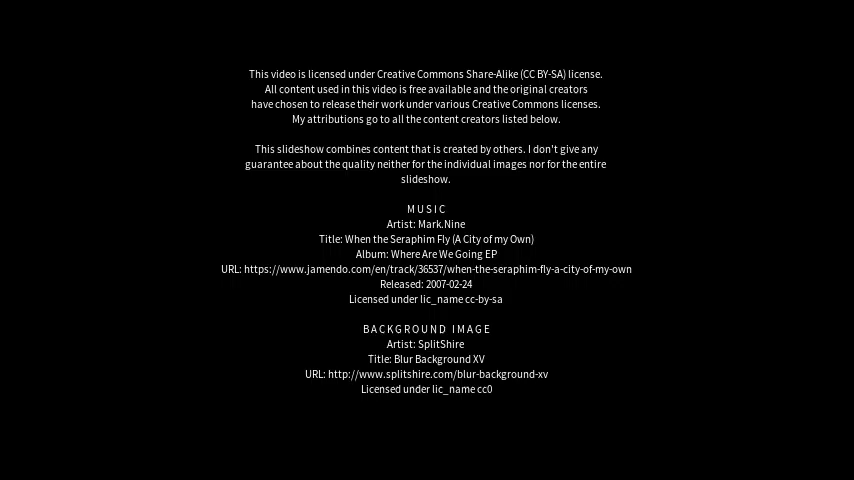 This video is licensed under Creative Commons Share-Alike (CC BY-SA) license.
All content used in this video is free available and the original creators
have chosen to release their work under various Creative Commons licenses.
My attributions go to all the content creators listed below.
This slideshow combines content that is created by others. I don't give any
guarantee about the quality neither for the individual images nor for the entire
slideshow.
MUSIC
Artist: Mark.Nine
Title: When the Seraphim Fly (A City of my Own)
Album: Where Are We Going EP
URL: https://www.jamendo.com/en/track/36537/when-the-seraphim-fly-a-city-of-my-own
Released: 2007-02-24
Licensed under lic_name cc-by-sa
BACKGROUND IMAGE
Artist: SplitShire
Title: Blur Background XV
URL: http://www.splitshire.com/blur-background-xv
Licensed under lic_name cc0